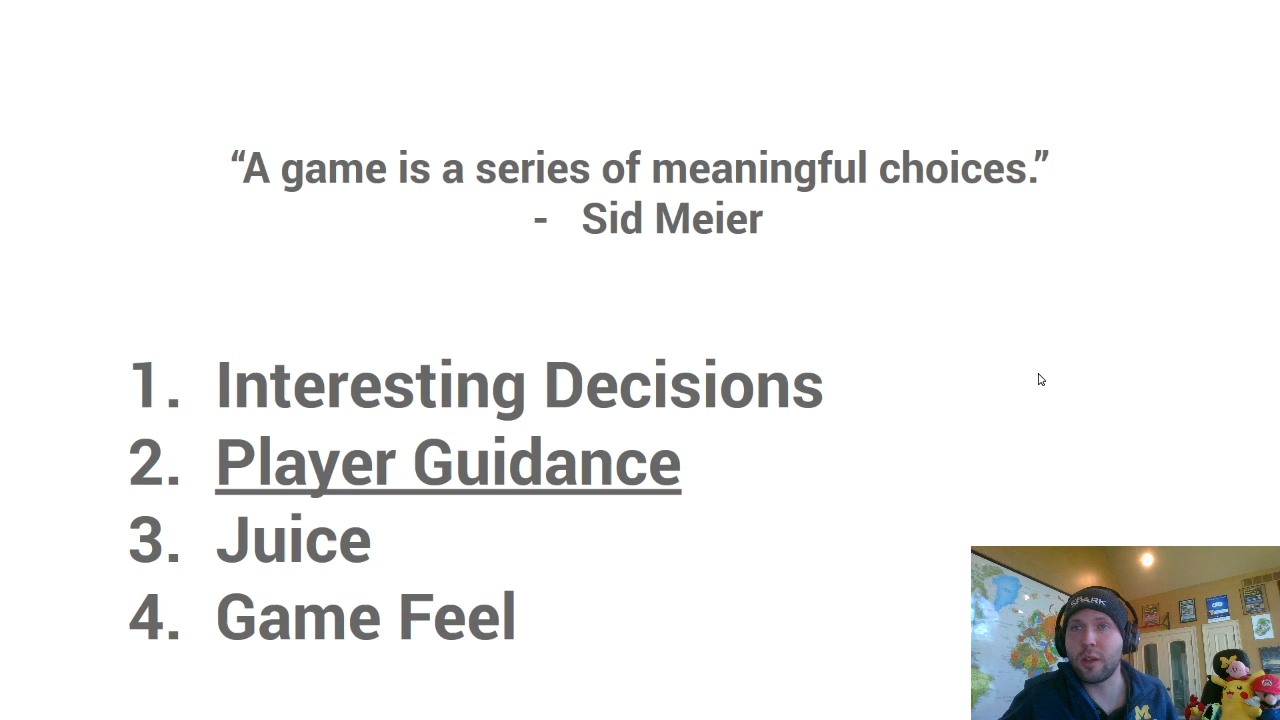 “A game is a series of meaningful choices.”
- Sid Meier
1. Interesting Decisions
2. Player Guidance
3. Juice
4. Game Feel
M
M